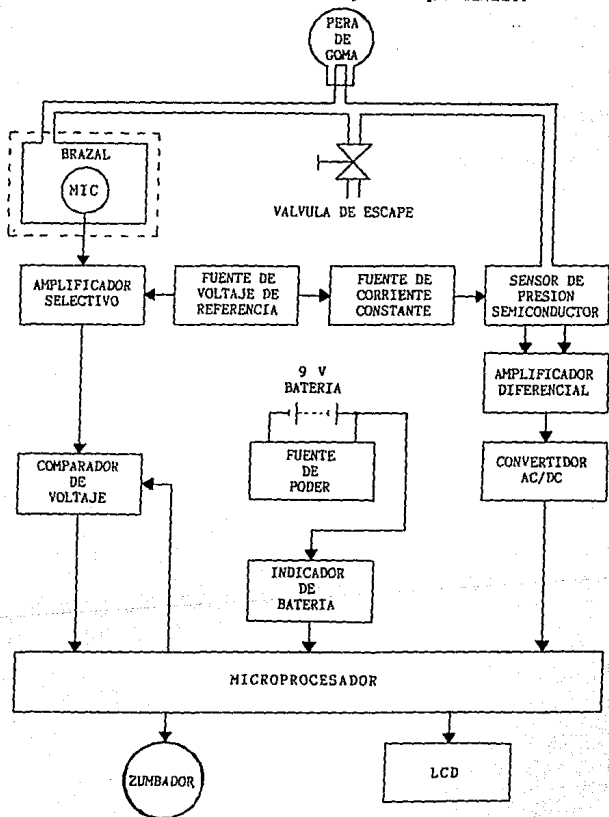 PERA
DE
GOMA
BRAZAL
MIC
VALVULA DE ESCAPE
AMPLIFICADOR
SELECTIVO
FUENTE DE
VOLTAJE DE
REFERENCIA
FUENTE DE
CORRIENTE
CONSTANTE
SENSOR DE
PRESION
SEMICONDUCTOR
AMPLIFICADOR
DIFERENCIAL
9 V
BATERIA
FUENTE
DE
PODER
COMPARADOR
DE
VOLTAJE
CONVERTIDOR
AC/DC
INDICADOR
DE
BATERIA
MICROPROCESADOR
ZUMBADOR
LCD